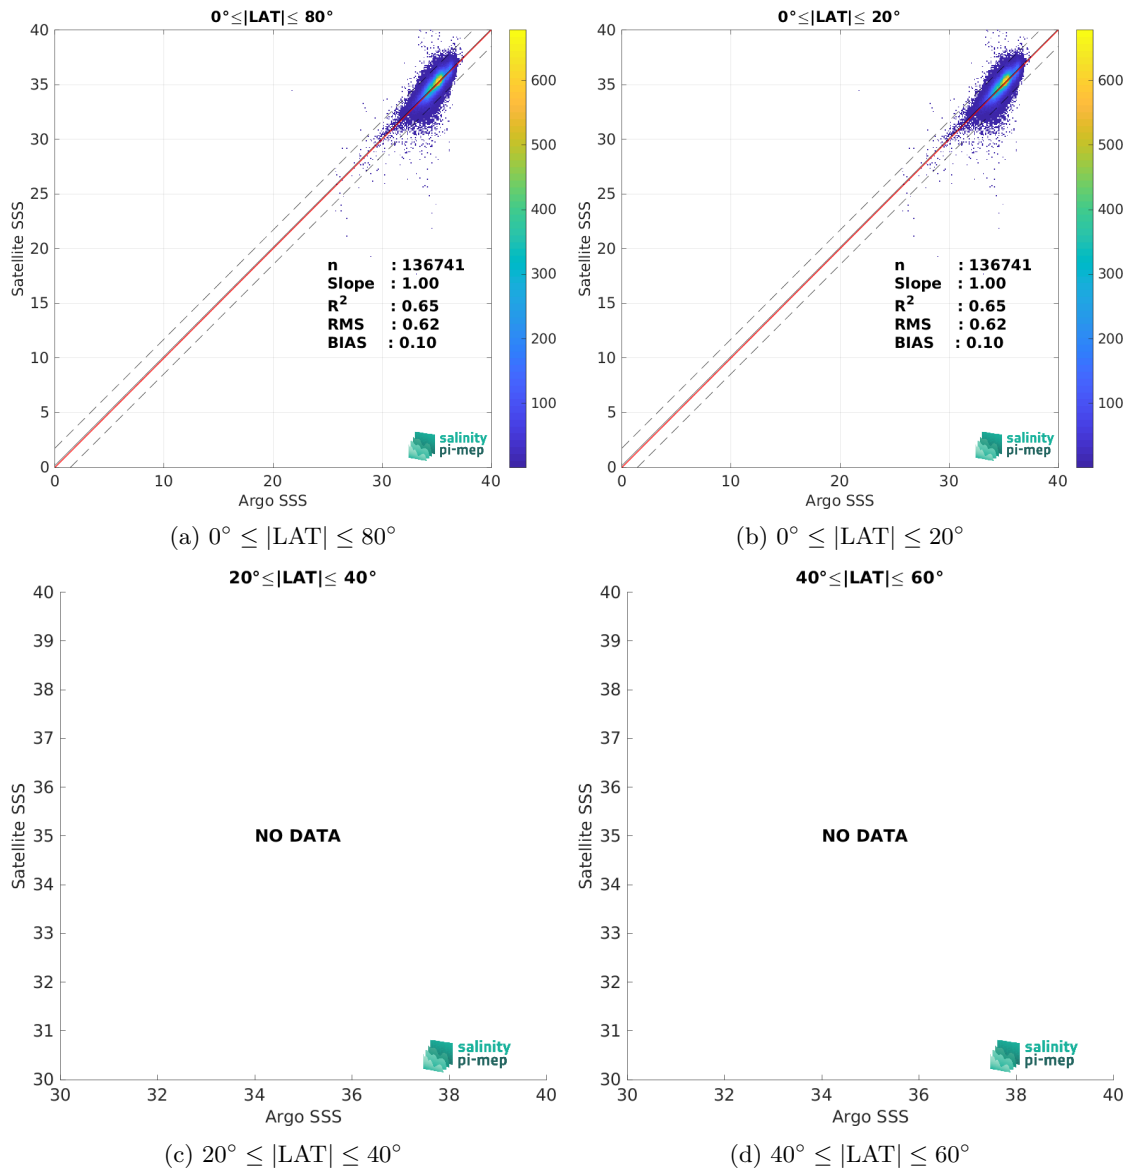 0°≤|LAT|≤ 80°
40
35
30
25
20
15
10
5
0
Satellite SSS
n : 136741
Slope : 1.00
R² : 0.65
RMS : 0.62
BIAS : 0.10
salinity
pi-mep
0 10 20 30 40
Argo SSS
600
500
400
300
200
100
(a) 0° ≤ |LAT| ≤ 80°
0°≤|LAT|≤ 20°
40
35
30
25
20
15
10
5
0
Satellite SSS
n : 136741
Slope : 1.00
R² : 0.65
RMS : 0.62
BIAS : 0.10
salinity
pi-mep
0 10 20 30 40
Argo SSS
600
500
400
300
200
100
(b) 0° ≤ |LAT| ≤ 20°
20°≤|LAT|≤ 40°
40
39
38
37
36
35
34
33
32
31
30
Satellite SSS
NO DATA
salinity
pi-mep
30 32 34 36 38 40
Argo SSS
(c) 20° ≤ |LAT| ≤ 40°
40°≤|LAT|≤ 60°
40
39
38
37
36
35
34
33
32
31
30
Satellite SSS
NO DATA
salinity
pi-mep
30 32 34 36 38 40
Argo SSS
(d) 40° ≤ |LAT| ≤ 60°